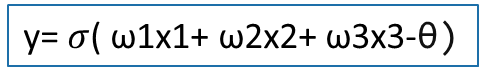 y= σ( ω1x1+ ω2x2+ ω3x3-θ)